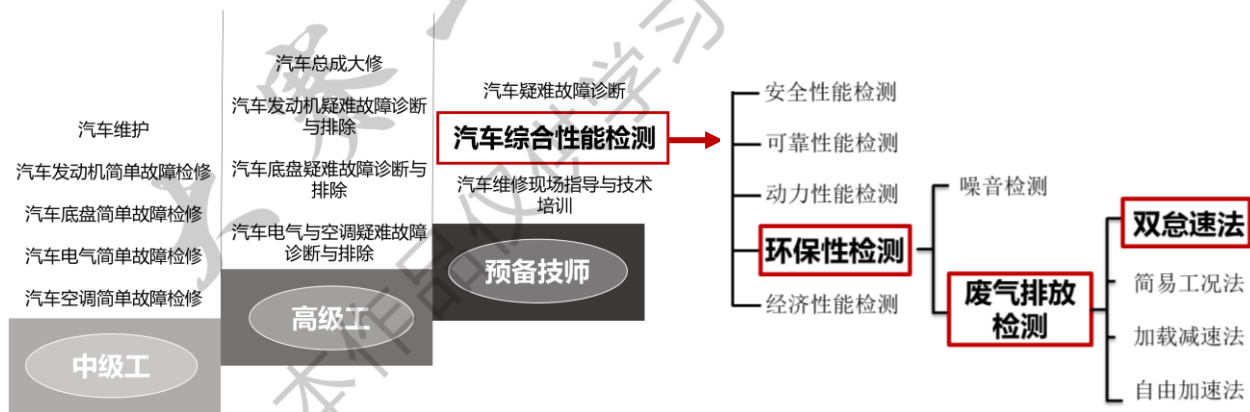 汽车维护
汽车发动机简单故障检修
汽车底盘简单故障检修
汽车电气简单故障检修
汽车空调简单故障检修
中级工
汽车总成大修
汽车发动机疑难故障诊断
与排除
汽车底盘疑难故障诊断与
排除
汽车电气与空调疑难故障
诊断与排除
高级工
汽车疑难故障诊断
汽车综合性能检测
汽车维修现场指导与技术
培训
预备技师
安全性能检测
可靠性能检测
动力性能检测
环保性检测
经济性能检测
噪音检测
废气排放
检测
双怠速法
简易工况法
加载减速法
自由加速法
本作品仅供学习